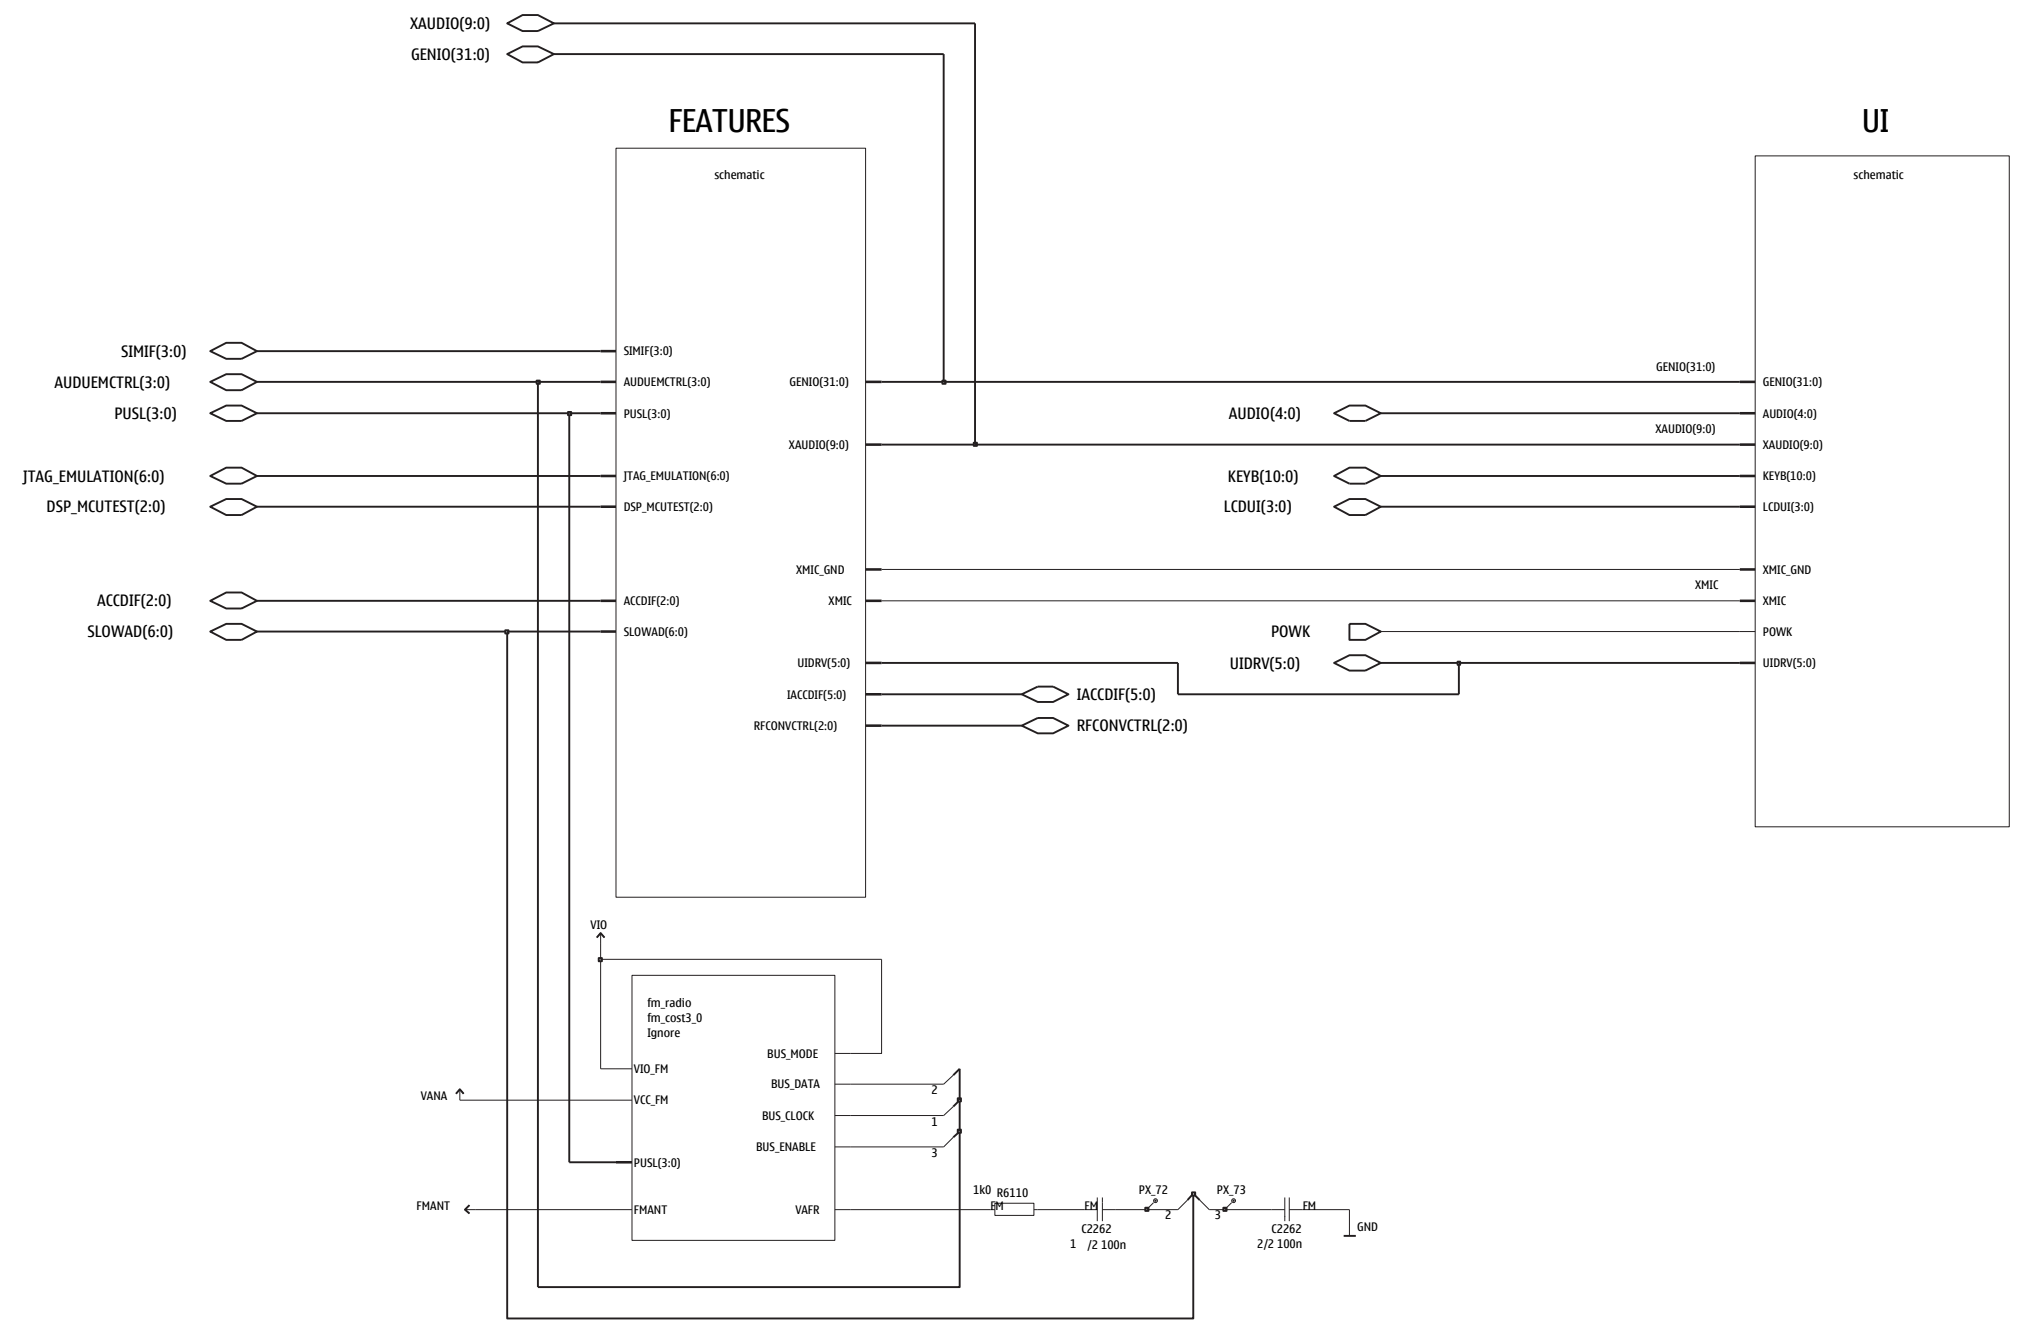 XAUDIO(9:0)
GENIO(31:0)
FEATURES
UI
schematic
schematic
SIMIF(3:0)
SIMIF(3:0)
GENIO(31:0)
AUDUEMCTRL(3:0)
AUDUEMCTRL(3:0)
GENIO(31:0)
GENIO(31:0)
PUSL(3:0)
PUSL(3:0)
AUDIO(4:0)
AUDIO(4:0)
XAUDIO(9:0)
XAUDIO(9:0)
XAUDIO(9:0)
JTAG_EMULATION(6:0)
JTAG_EMULATION(6:0)
KEYB(10:0)
KEYB(10:0)
DSP_MCUTEST(2:0)
DSP_MCUTEST(2:0)
LCDUI(3:0)
LCDUI(3:0)
XMIC_GND
XMIC_GND
XMIC
ACCDIF(2:0)
ACCDIF(2:0)
XMIC
XMIC
SLOWAD(6:0)
SLOWAD(6:0)
POWK
POWK
UIDRV(5:0)
UIDRV(5:0)
UIDRV(5:0)
IACCDIF(5:0)
IACCDIF(5:0)
RFCONVCTRL(2:0)
RFCONVCTRL(2:0)
VIO
fm_radio
fm_cost3_0
Ignore
BUS_MODE
VIO_FM
BUS_DATA
2
VANA
VCC_FM
BUS_CLOCK
1
BUS_ENABLE
3
PUSL(3:0)
1k0
R6110
PX_72
PX_73
FMANT
FMANT
VAFR
FM
FM
2
3
FM
C2262
1 /2 100n
C2262
2/2 100n
GND